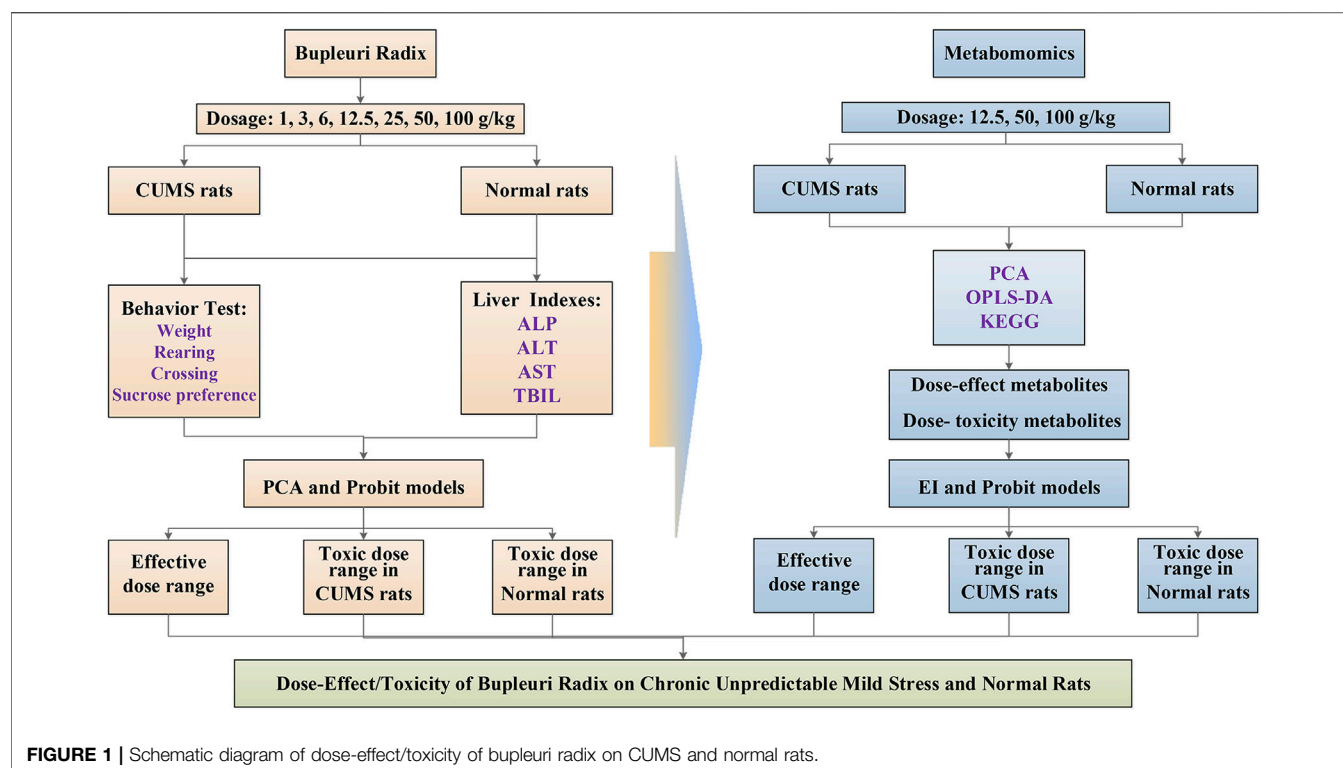 Bupleuri Radix
Dosage: 1, 3, 6, 12.5, 25, 50, 100 g/kg
CUMS rats
Normal rats
Behavior Test:
Weight
Rearing
Crossing
Sucrose preference
Liver Indexes:
ALP
ALT
AST
TBIL
PCA and Probit models
Effective
dose range
Toxic dose
range in
CUMS rats
Toxic dose
range in
Normal rats
Metabomomics
Dosage: 12.5, 50, 100 g/kg
CUMS rats
Normal rats
PCA
OPLS-DA
KEGG
Dose-effect metabolites
Dose- toxicity metabolites
EI and Probit models
Effective
dose range
Toxic dose
range in
CUMS rats
Toxic dose
range in
Normal rats
Dose-Effect/Toxicity of Bupleuri Radix on Chronic Unpredictable Mild Stress and Normal Rats
FIGURE 1 | Schematic diagram of dose-effect/toxicity of bupleuri radix on CUMS and normal rats.